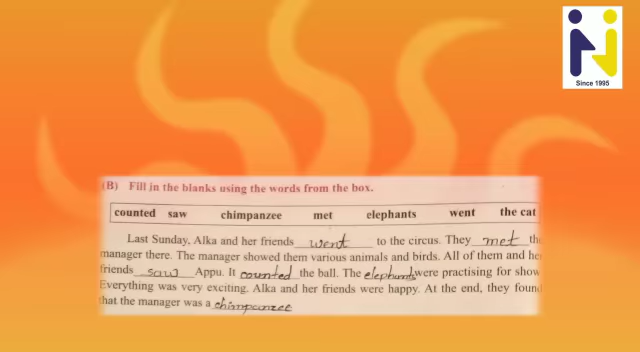 Since 1995
(B) Fill in the blanks using the words from the box.
counted saw chimpanzee met elephants went the cat
Last Sunday, Alka and her friends went to the circus. They met the
manager there. The manager showed them various animals and birds. All of them and her
friends saw Appu. It counted the ball. The elephants were practising for show
Everything was very exciting. Alka and her friends were happy. At the end, they found
that the manager was a chimpanzee